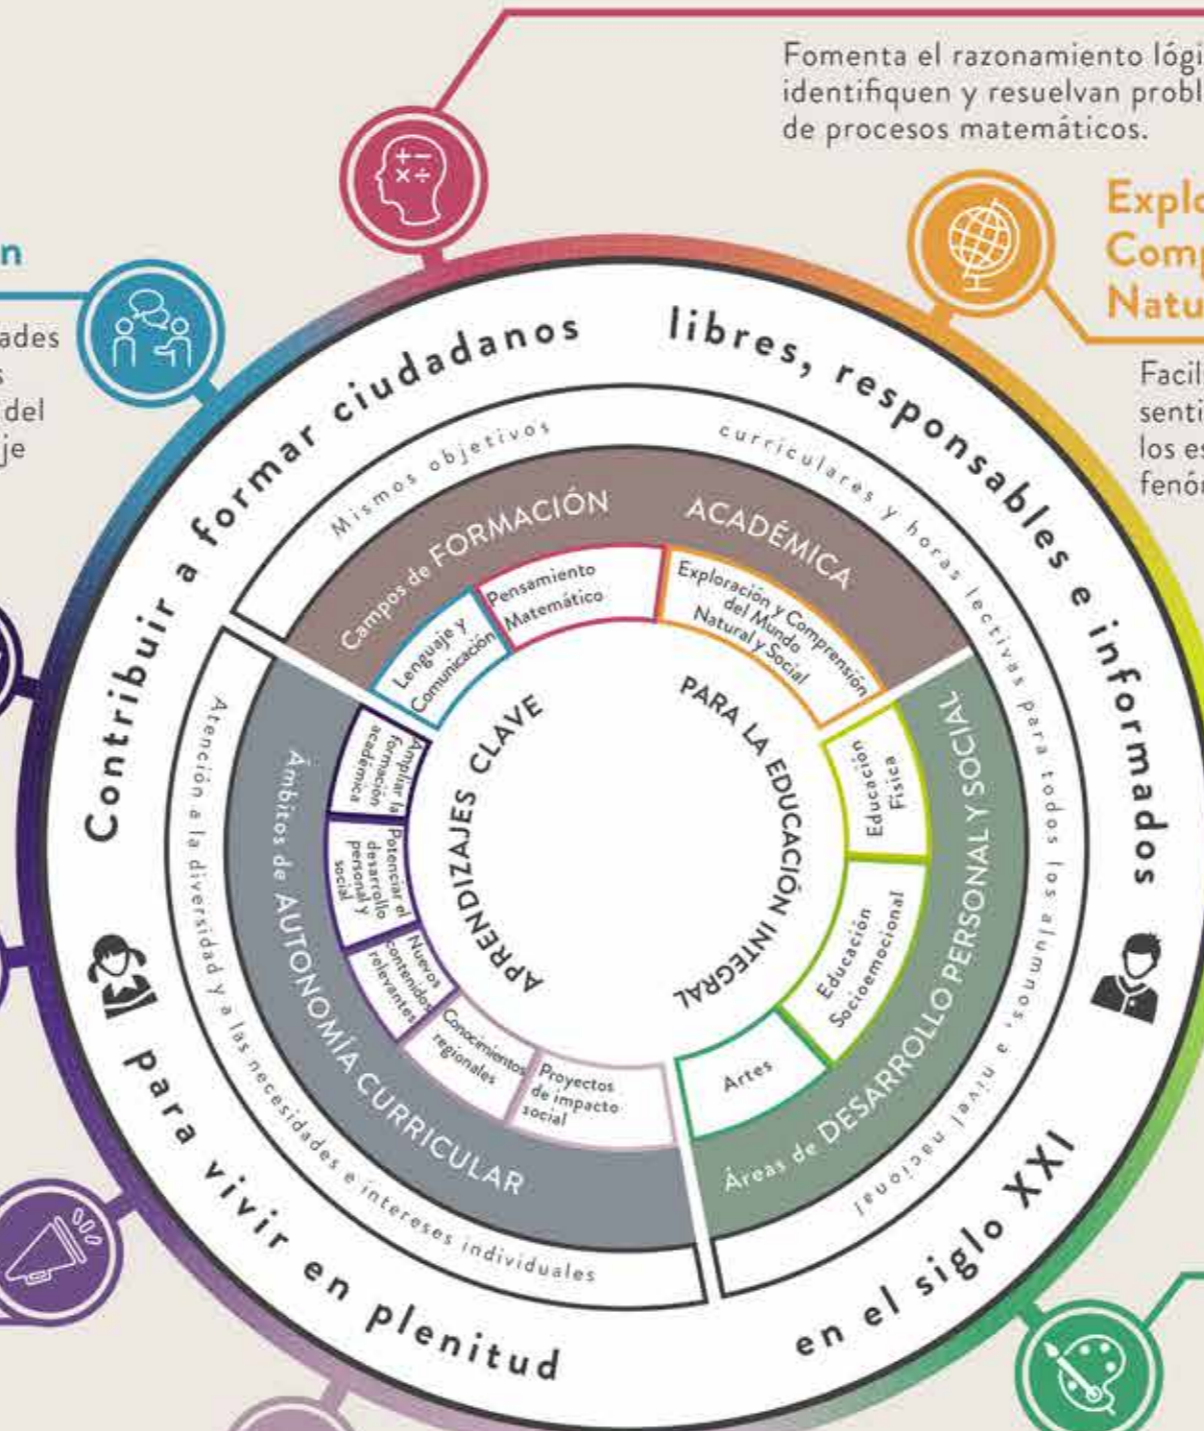 Fomenta el razonamiento lógi
identifiquen y resuelvan probl
de procesos matemáticos.
Explo
Comp
Natu
Facil
senti
los es
fenó
n
ades
s
del
je
Contribuir a formar ciudadanos libres, responsables e informados
para vivir en plenitud en el siglo XXI
Mismos objetivos curriculares y horas lectivas para todos los alumnos, a nivel nacional
Atención a la diversidad y a las necesidades e intereses individuales
Campos de FORMACIÓN ACADÉMICA
Lenguaje y
Comunicación
Pensamiento
Matemático
Exploración y Comprensión
del Mundo
Natural y Social
Áreas de DESARROLLO PERSONAL Y SOCIAL
Educación
Física
Educación
Socioemocional
Artes
Ámbitos de AUTONOMÍA CURRICULAR
Ampliar la
formación
académica
Potenciar el
desarrollo
personal y
social
Nuevos
contenidos
relevantes
Conocimientos
regionales
Proyectos
de impacto
social
APRENDIZAJES CLAVE
PARA LA EDUCACIÓN INTEGRAL